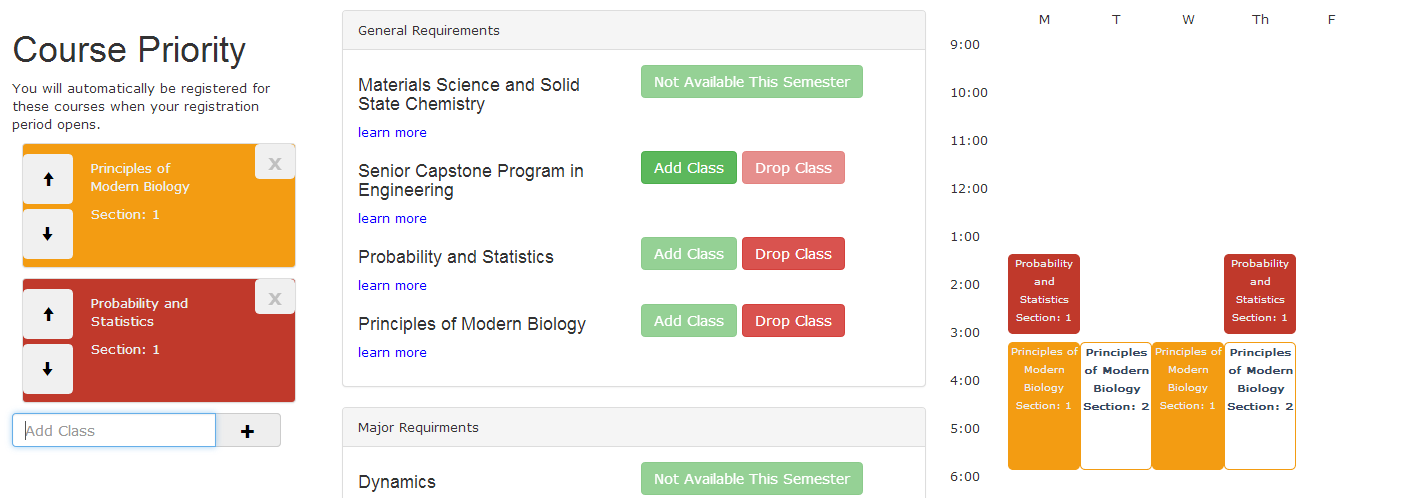 Course Priority
You will automatically be registered for
these courses when your registration
period opens.
Principles of
Modern Biology
Section: 1
x
Probability and
Statistics
Section: 1
x
Add Class
General Requirements
Materials Science and Solid
State Chemistry
learn more
Not Available This Semester
Senior Capstone Program in
Engineering
learn more
Add Class
Drop Class
Probability and Statistics
learn more
Add Class
Drop Class
Principles of Modern Biology
learn more
Add Class
Drop Class
Major Requirments
Dynamics
Not Available This Semester
M T W Th F
9:00
10:00
11:00
12:00
1:00
2:00
3:00
4:00
5:00
6:00
Probability
and
Statistics
Section: 1
Probability
and
Statistics
Section: 1
Principles of
Modern
Biology
Section: 1
Principles
of Modern
Biology
Section: 2
Principles of
Modern
Biology
Section: 1
Principles
of Modern
Biology
Section: 2